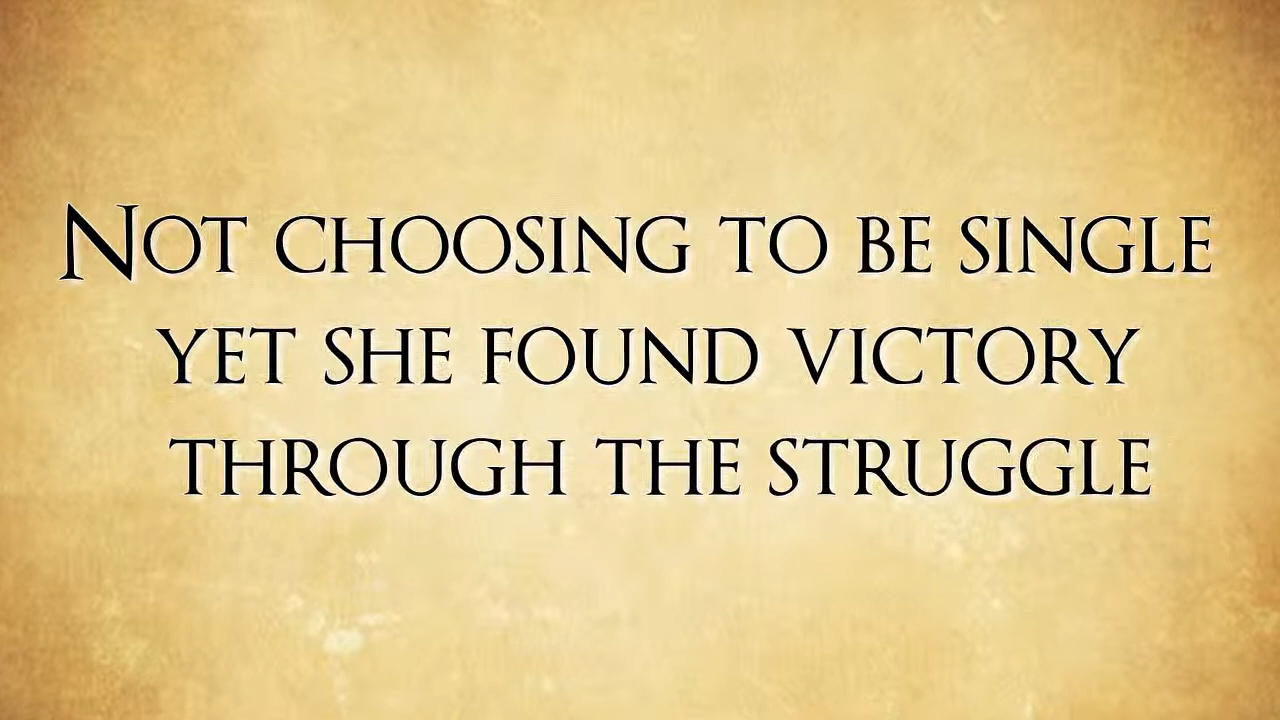 Not choosing to be single
yet she found victory
through the struggle